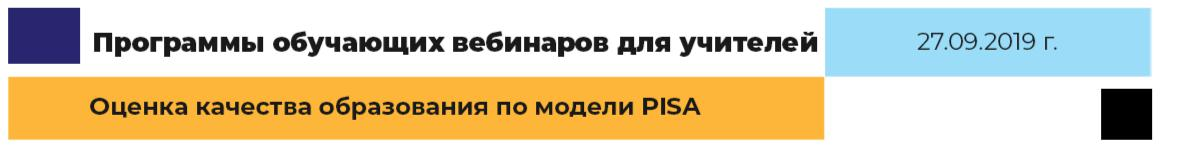 Программы обучающих вебинаров для учителей
27.09.2019 г.
Оценка качества образования по модели PISA